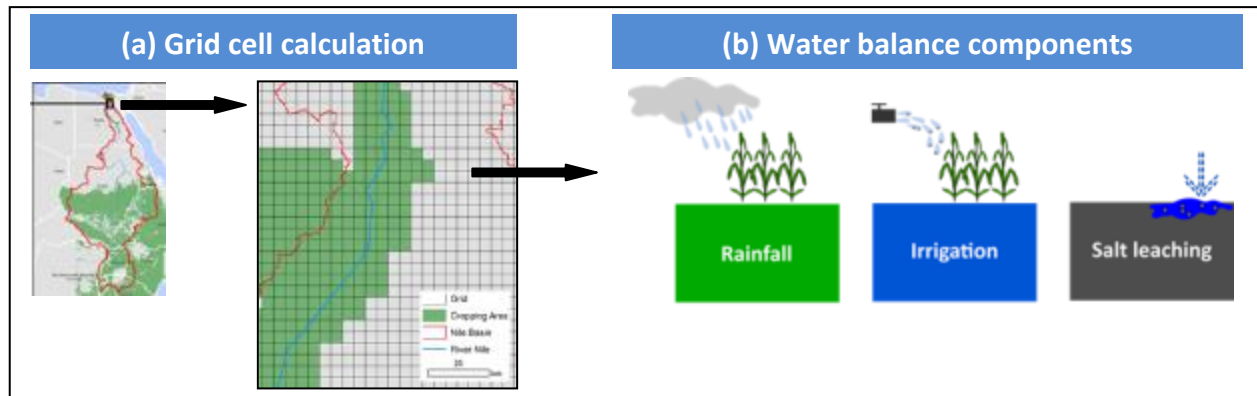 (a) Grid cell calculation
(b) Water balance components
Rainfall
Irrigation
Salt leaching
Grid
Cropping Area
Nile Basin
River Nile